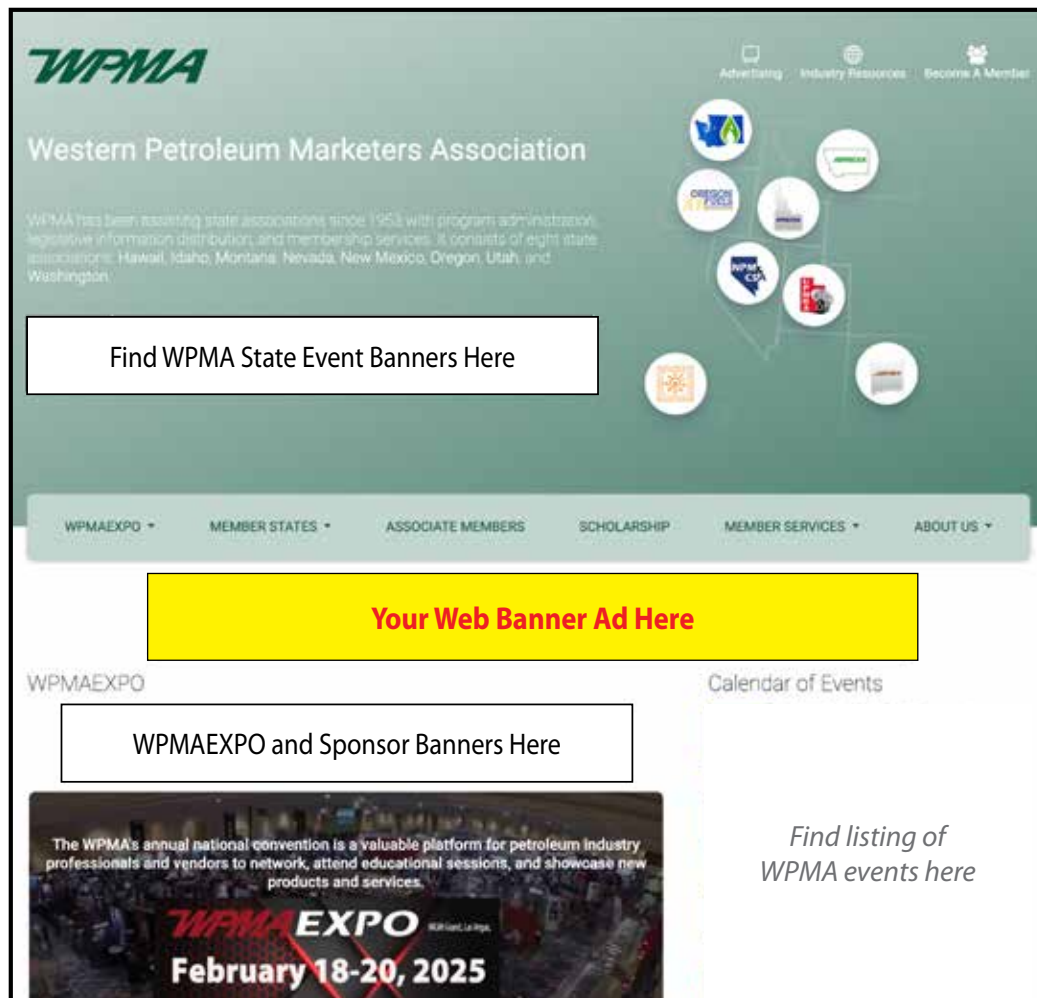 WPMA
Advertising Industry Resources Become A Member
Western Petroleum Marketers Association
WPMA has been assisting state associations since 1953 with program administration,
legislative information distribution, and membership services. It consists of eight state
associations: Hawaii, Idaho, Montana, Nevada, New Mexico, Oregon, Utah, and
Washington.
OREGON
FUELS
NPM
CSA
Find WPMA State Event Banners Here
WPMAEXPO MEMBER STATES ASSOCIATE MEMBERS SCHOLARSHIP MEMBER SERVICES ABOUT US
Your Web Banner Ad Here
WPMAEXPO
Calendar of Events
WPMAEXPO and Sponsor Banners Here
The WPMA's annual national convention is a valuable platform for petroleum industry
professionals and vendors to network, attend educational sessions, and showcase new
products and services.
WPMAEXPO
February 18-20, 2025
Find listing of
WPMA events here